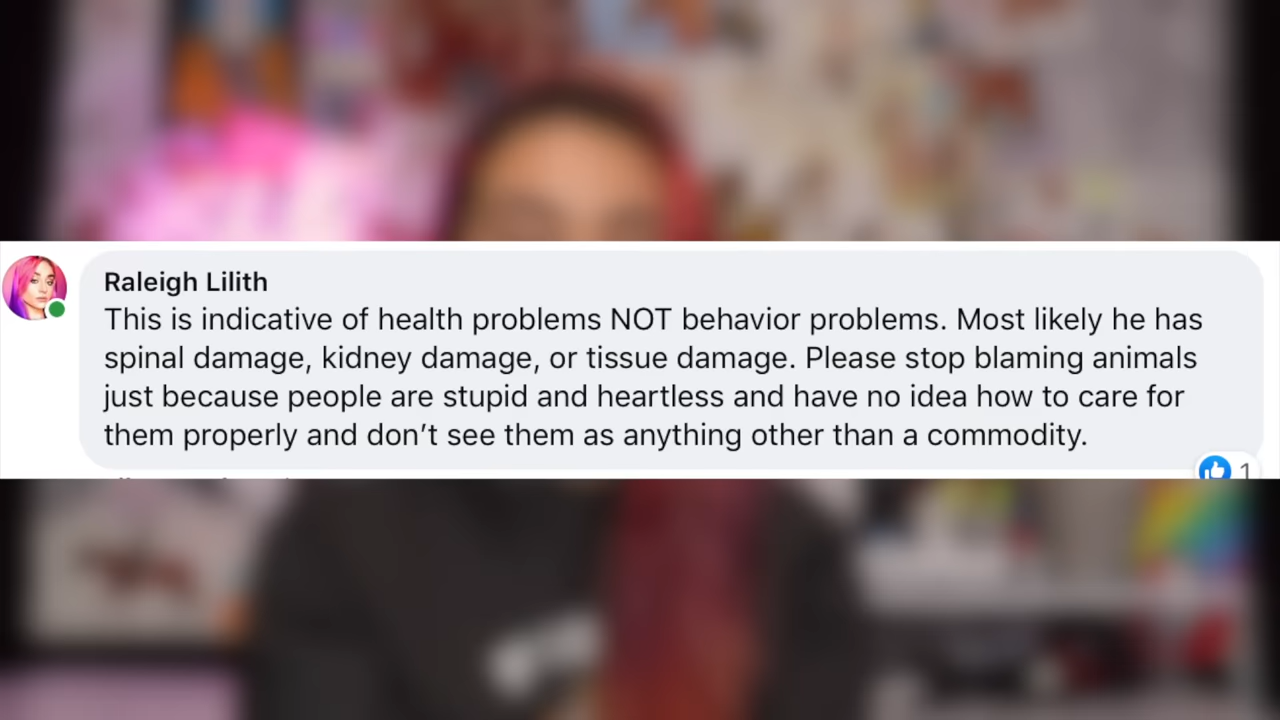 Raleigh Lilith
This is indicative of health problems NOT behavior problems. Most likely he has
spinal damage, kidney damage, or tissue damage. Please stop blaming animals
just because people are stupid and heartless and have no idea how to care for
them properly and don’t see them as anything other than a commodity.
1